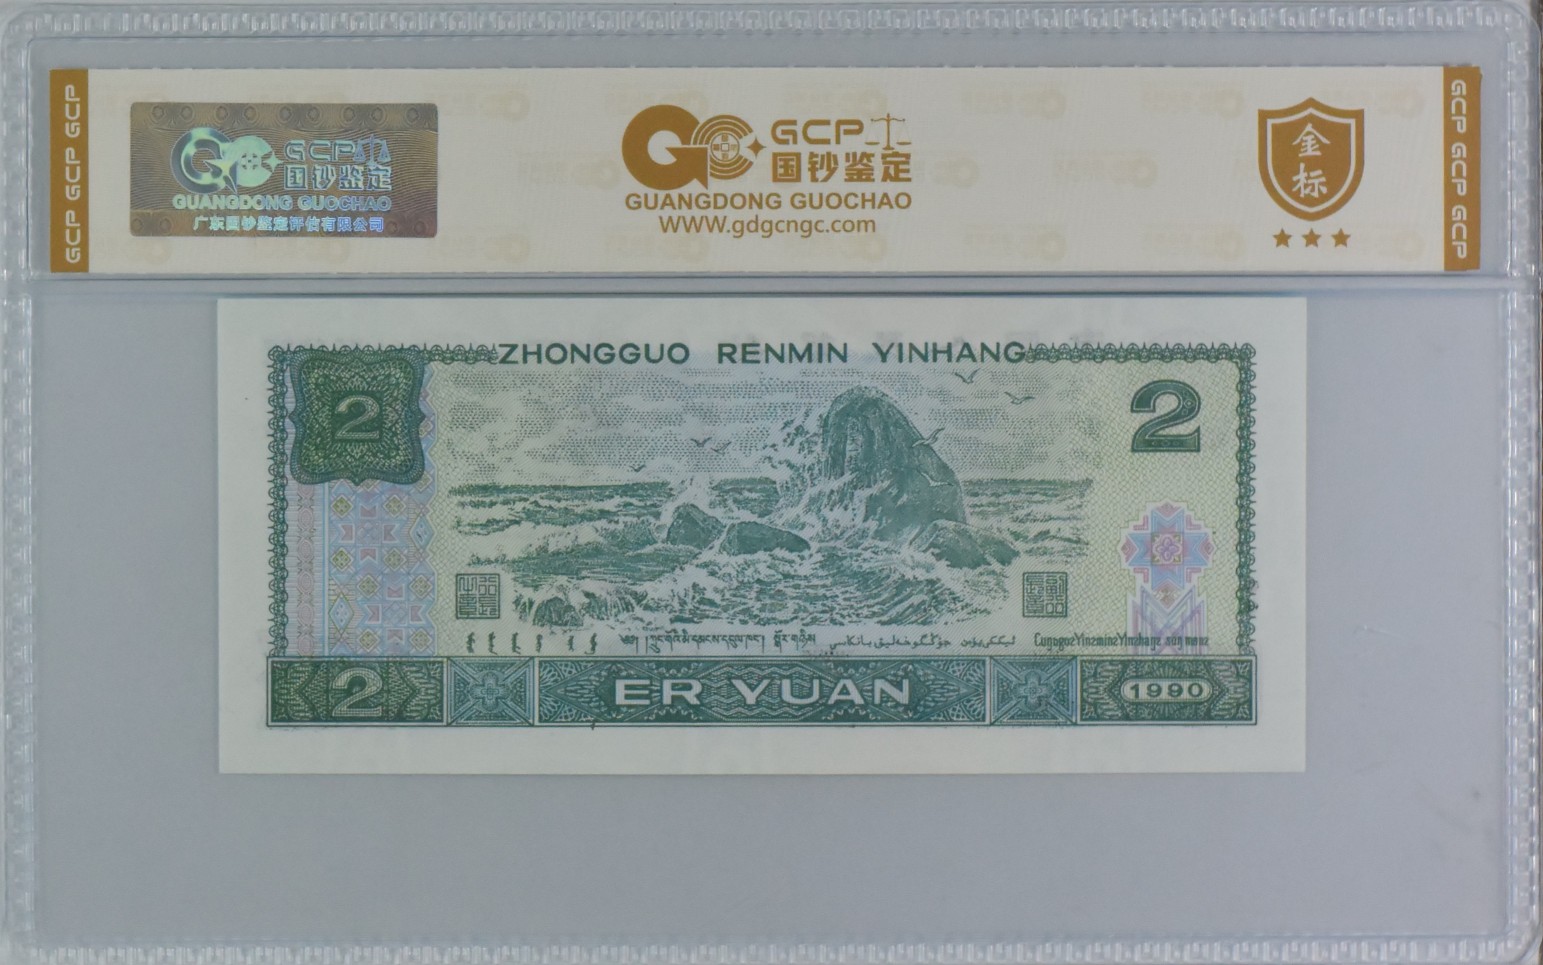 GCP GCP GCP
GCP
国钞鉴定
GUANGDONG GUOCHAO
广东国钞鉴定评估有限公司
GCP
国钞鉴定
GUANGDONG GUOCHAO
WWW.gdgcngc.com
金标
GCP GCP GCP
ZHONGGUO RENMIN YINHANG
2
2
2
ER YUAN
1990